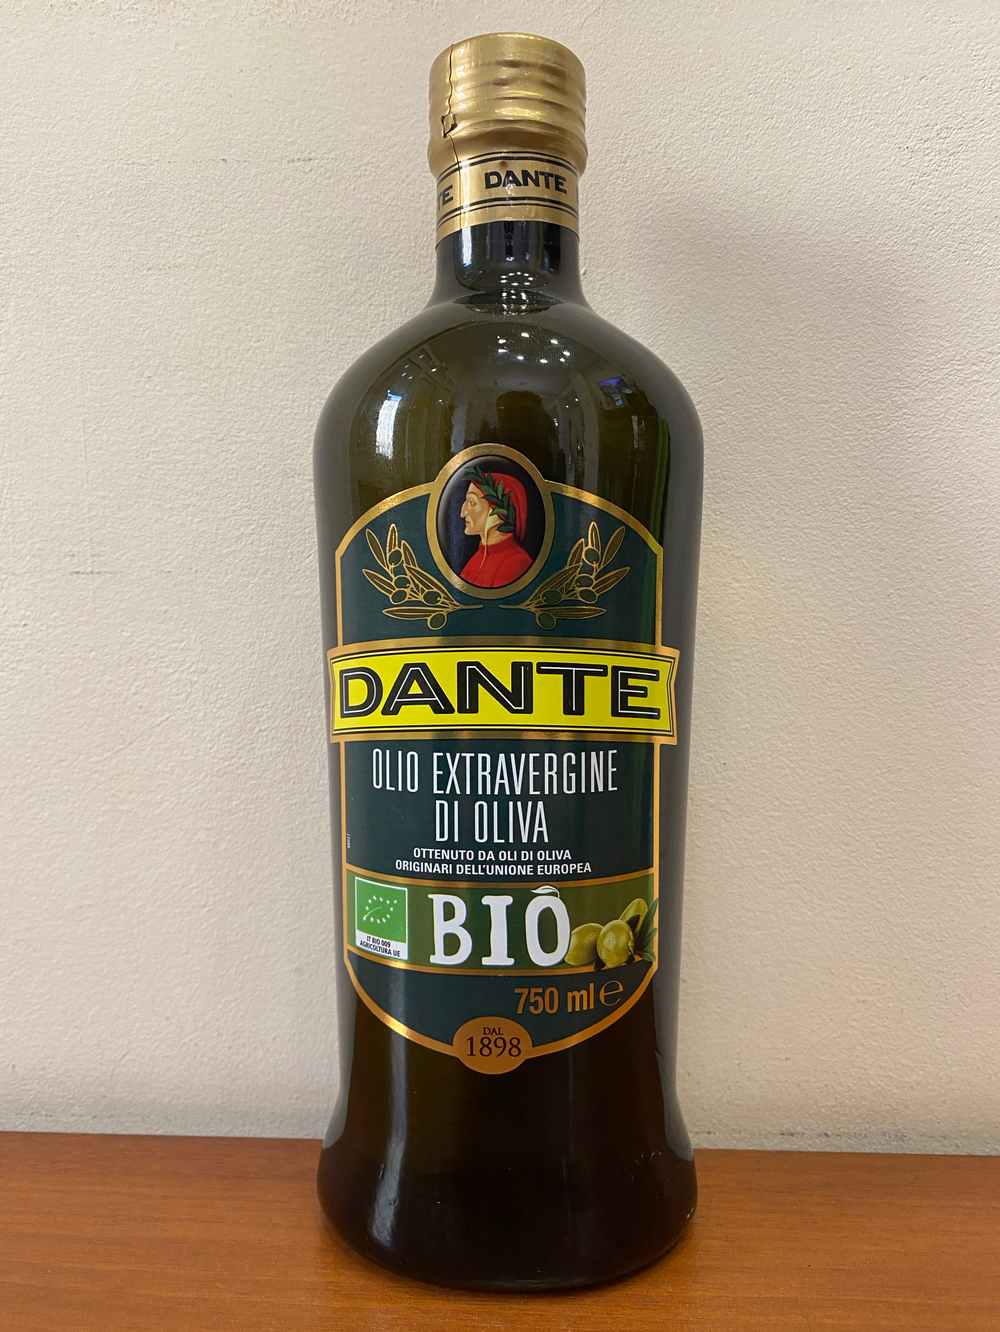 TE DANTE
DANTE
OLIO EXTRAVERGINE
DI OLIVA
OTTENUTO DA OLI DI OLIVA
ORIGINARI DELL'UNIONE EUROPEA
IT BIO 009
AGRICOLTURA UE
BIO
750 ml e
DAL
1898